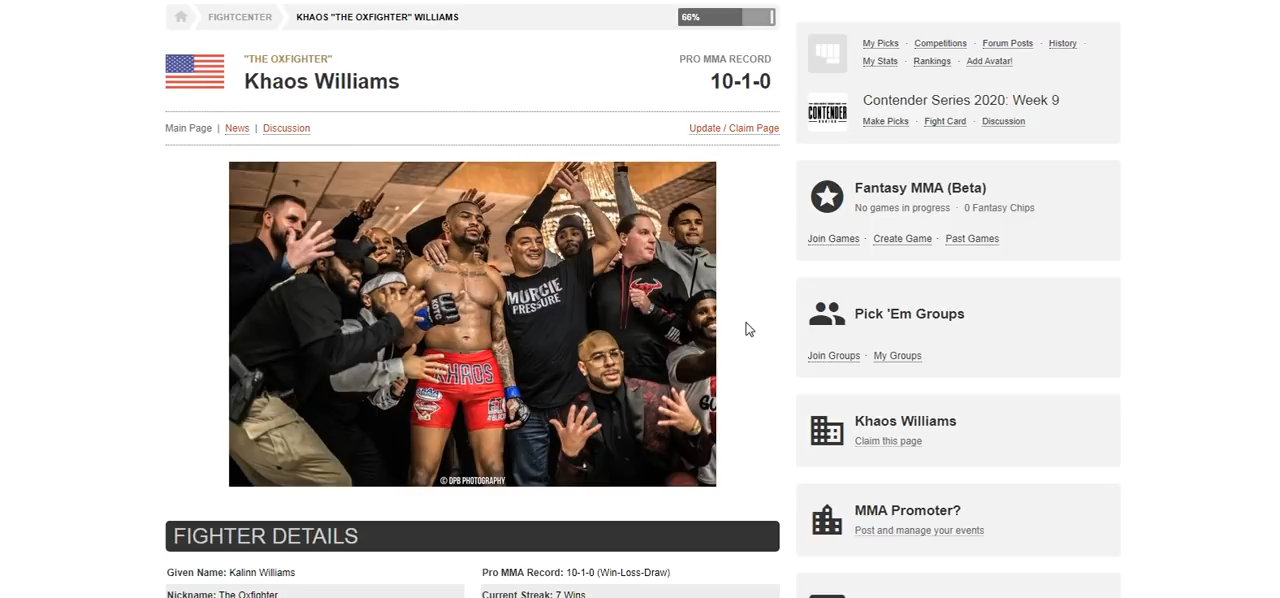 FIGHTCENTER
KHAOS "THE OXFIGHTER" WILLIAMS
66%
"THE OXFIGHTER"
Khaos Williams
PRO MMA RECORD
10-1-0
Main Page | News | Discussion
Update / Claim Page
MURCIE
PRESSURE
KOTC
KHAOS
© DPB PHOTOGRAPHY
FIGHTER DETAILS
Given Name: Kalinn Williams
Pro MMA Record: 10-1-0 (Win-Loss-Draw)
Nickname: The Oxfighter
Current Streak: 7 Wins
My Picks · Competitions · Forum Posts · History ·
My Stats · Rankings · Add Avatar!
CONTENDER
SERIES
Contender Series 2020: Week 9
Make Picks · Fight Card · Discussion
Fantasy MMA (Beta)
No games in progress · 0 Fantasy Chips
Join Games · Create Game · Past Games
Pick 'Em Groups
Join Groups · My Groups
Khaos Williams
Claim this page
MMA Promoter?
Post and manage your events